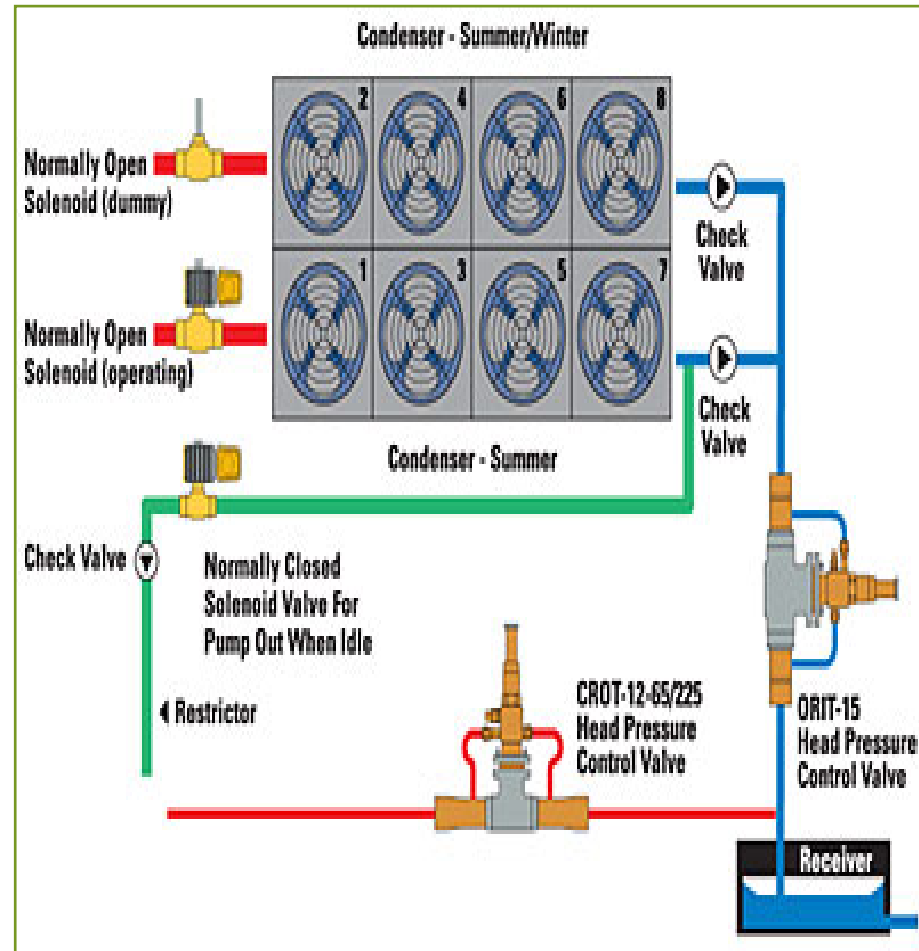 Condenser - Summer/Winter
2 4 6 8
Normally Open
Solenoid (dummy)
Check
Valve
1 3 5 7
Normally Open
Solenoid (operating)
Check
Valve
Condenser - Summer
Check Valve
Normally Closed
Solenoid Valve For
Pump Out When Idle
Restrictor
CROT-12-65/225
Head Pressure
Control Valve
ORIT-15
Head Pressure
Control Valve
Receiver